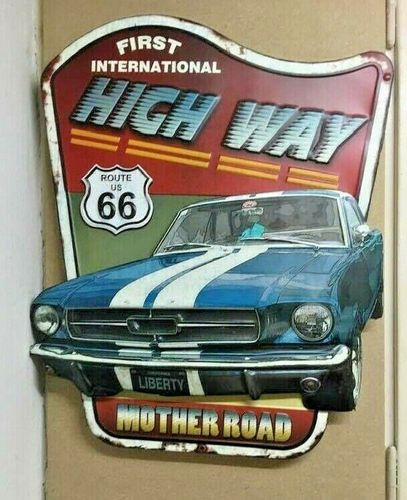 FIRST
INTERNATIONAL
HIGH WAY
ROUTE
US
66
LIBERTY
MOTHER ROAD